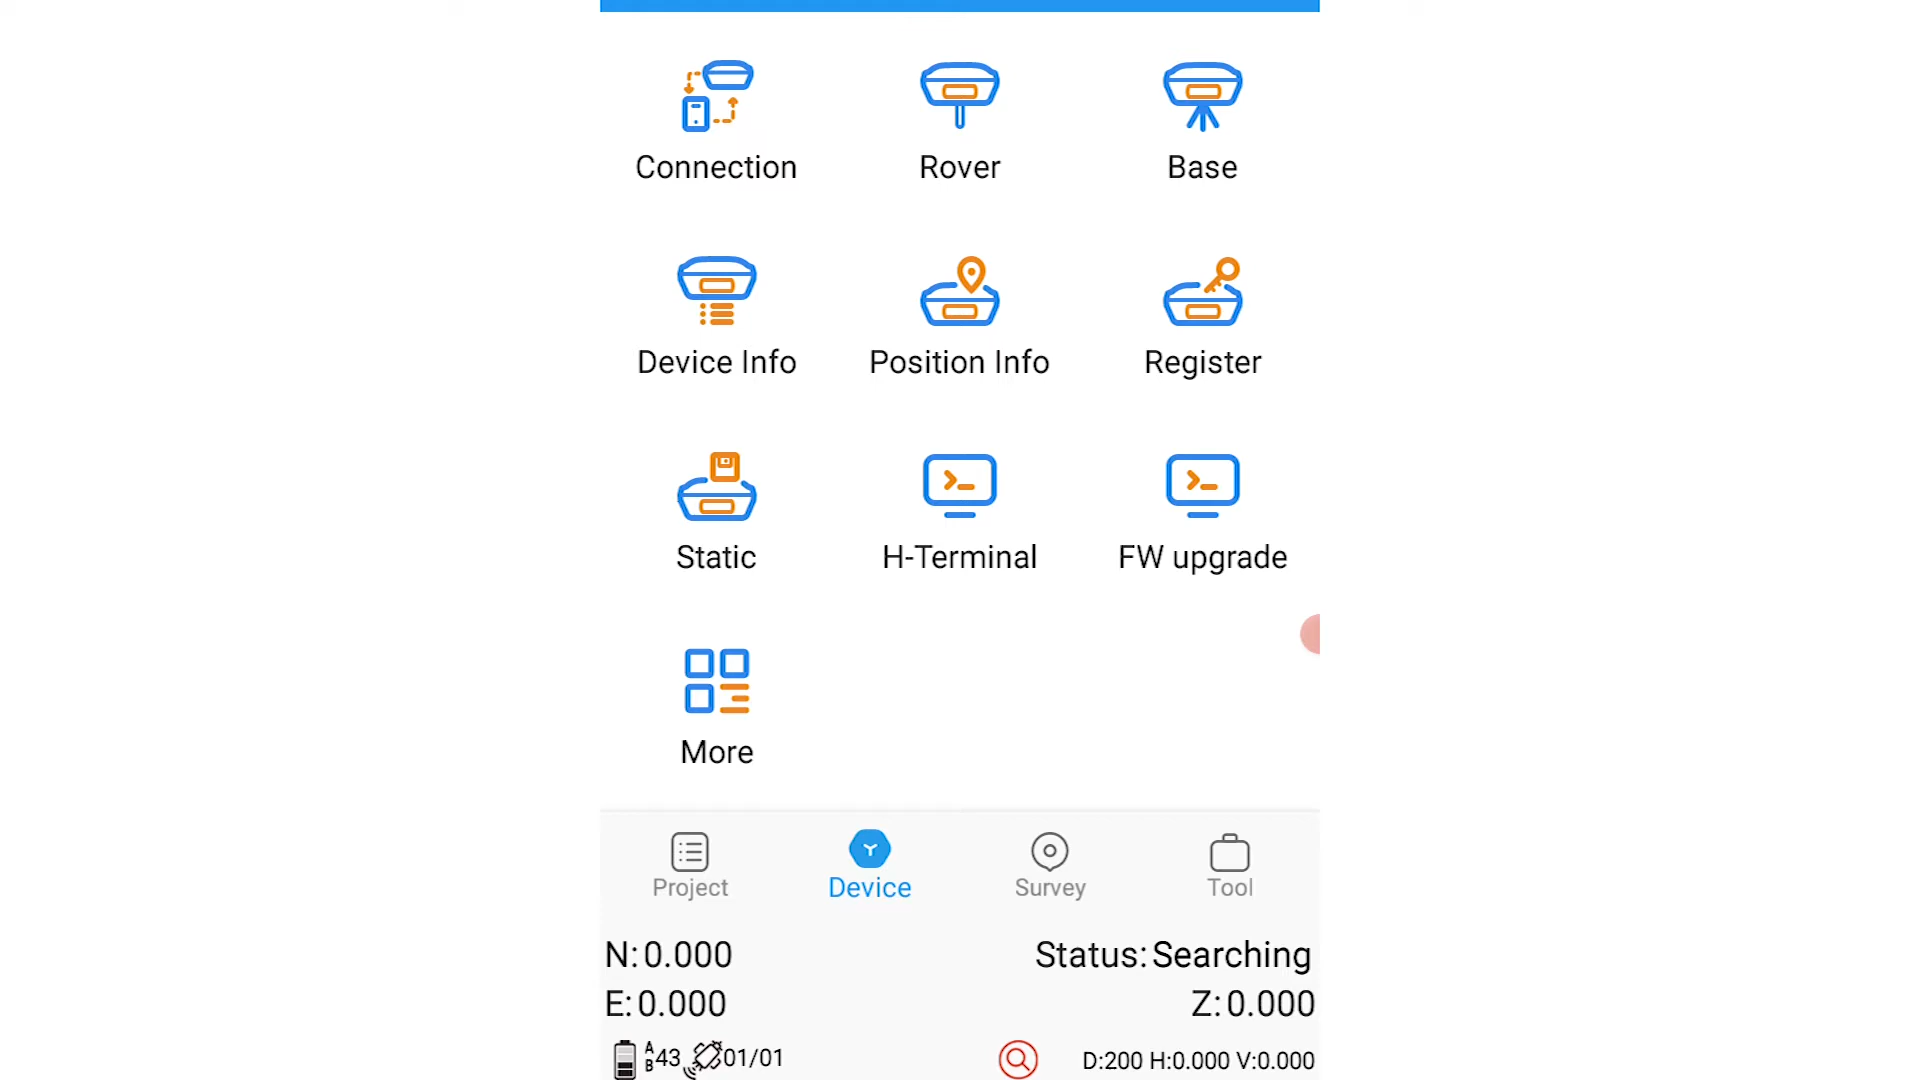 Connection Rover Base
Device Info Position Info Register
Static H-Terminal FW upgrade
More
Project Device Survey Tool
N:0.000 Status:Searching
E:0.000 Z:0.000
A B 43 01/01 D:200 H:0.000 V:0.000